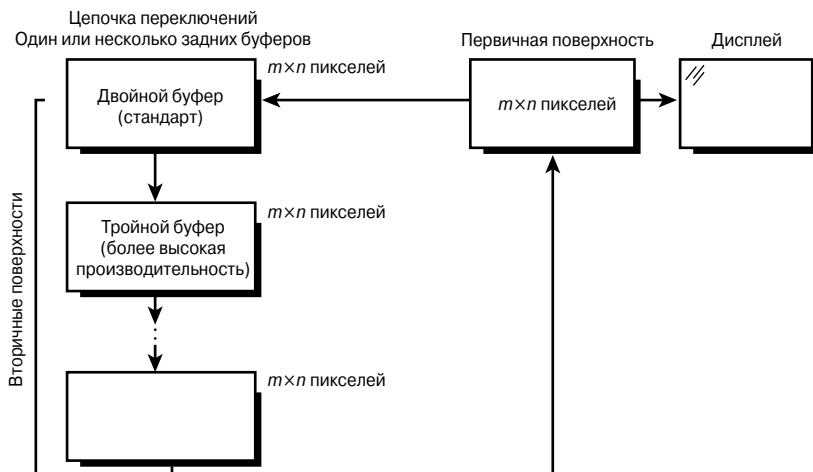 Цепочка переключений
Один или несколько задних буферов
Первичная поверхность
Дисплей
m×n пикселей
Двойной буфер
(стандарт)
m×n пикселей
m×n пикселей
Тройной буфер
(более высокая
производительность)
Вторичные поверхности
m×n пикселей